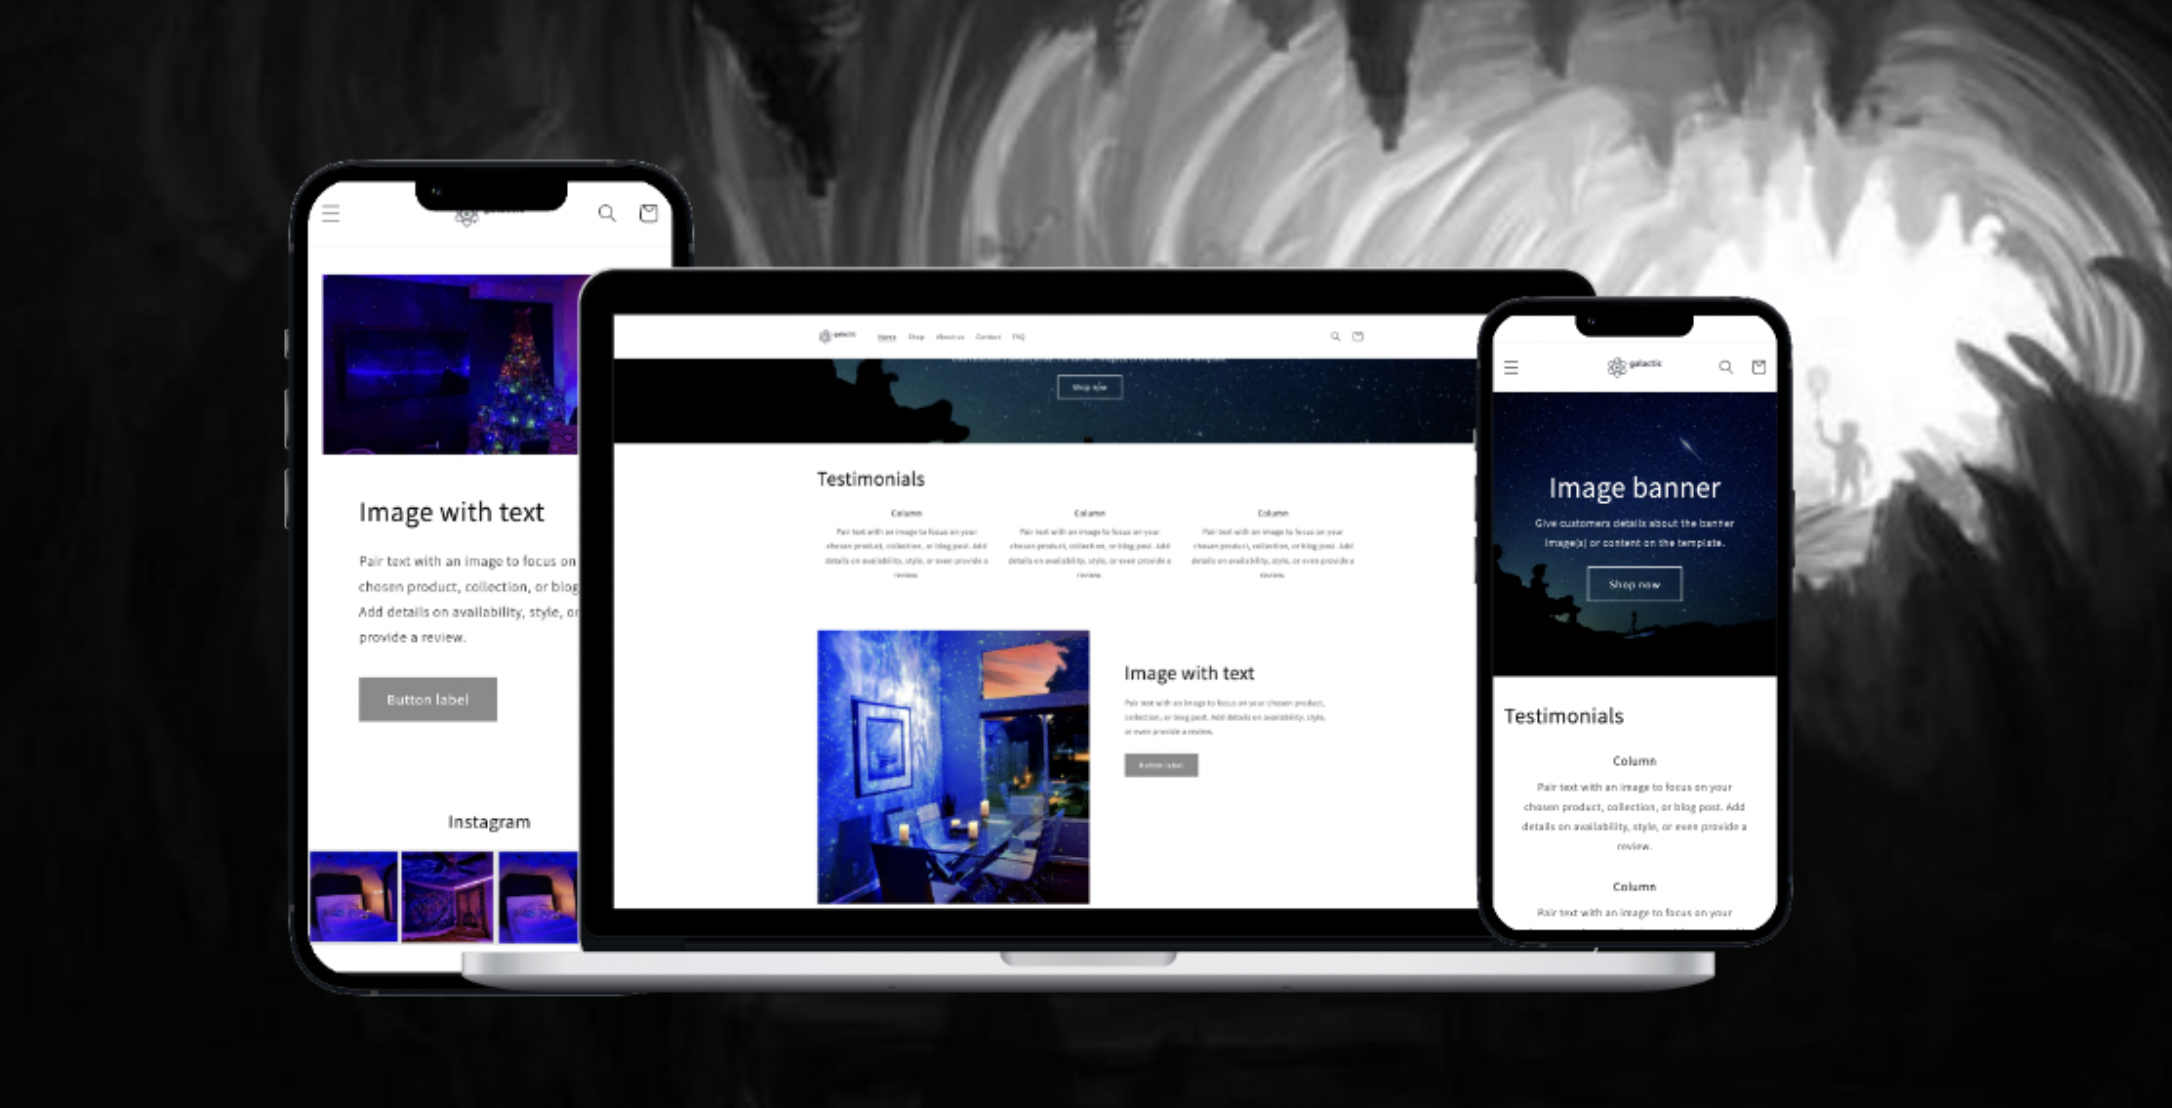 galactic
Image with text
Pair text with an image to focus on
chosen product, collection, or blog
Add details on availability, style, or
provide a review.
Button label
Instagram
galactic
Home Shop About us Contact FAQ
Shop now
Testimonials
Column
Pair text with an image to focus on your
chosen product, collection, or blog post. Add
details on availability, style, or even provide a
review.
Column
Pair text with an image to focus on your
chosen product, collection, or blog post. Add
details on availability, style, or even provide a
review.
Column
Pair text with an image to focus on your
chosen product, collection, or blog post. Add
details on availability, style, or even provide a
review.
Image with text
Pair text with an image to focus on your chosen product,
collection, or blog post. Add details on availability, style,
or even provide a review.
Button label
galactic
Image banner
Give customers details about the banner
image(s) or content on the template.
Shop now
Testimonials
Column
Pair text with an image to focus on your
chosen product, collection, or blog post. Add
details on availability, style, or even provide a
review.
Column
Pair text with an image to focus on your